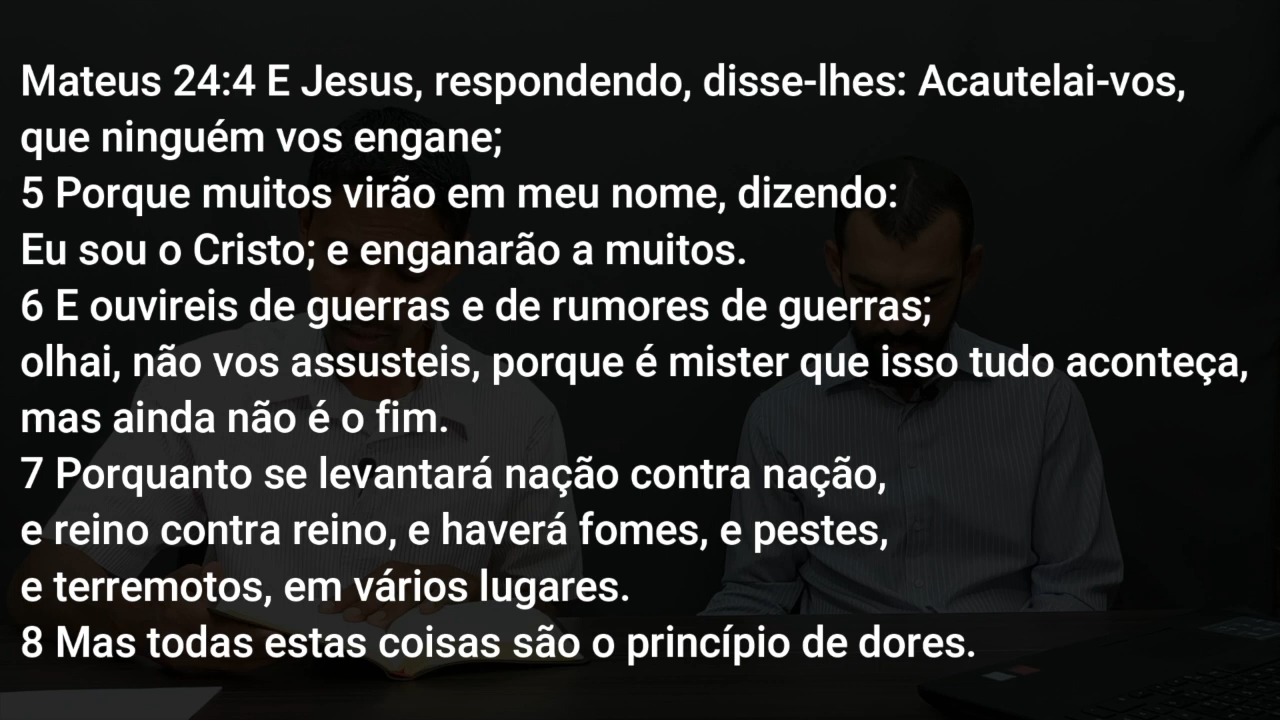 Mateus 24:4 E Jesus, respondendo, disse-lhes: Acautelai-vos,
que ninguém vos engane;
5 Porque muitos virão em meu nome, dizendo:
Eu sou o Cristo; e enganarão a muitos.
6 E ouvireis de guerras e de rumores de guerras;
olhai, não vos assusteis, porque é mister que isso tudo aconteça,
mas ainda não é o fim.
7 Porquanto se levantará nação contra nação,
e reino contra reino, e haverá fomes, e pestes,
e terremotos, em vários lugares.
8 Mas todas estas coisas são o princípio de dores.